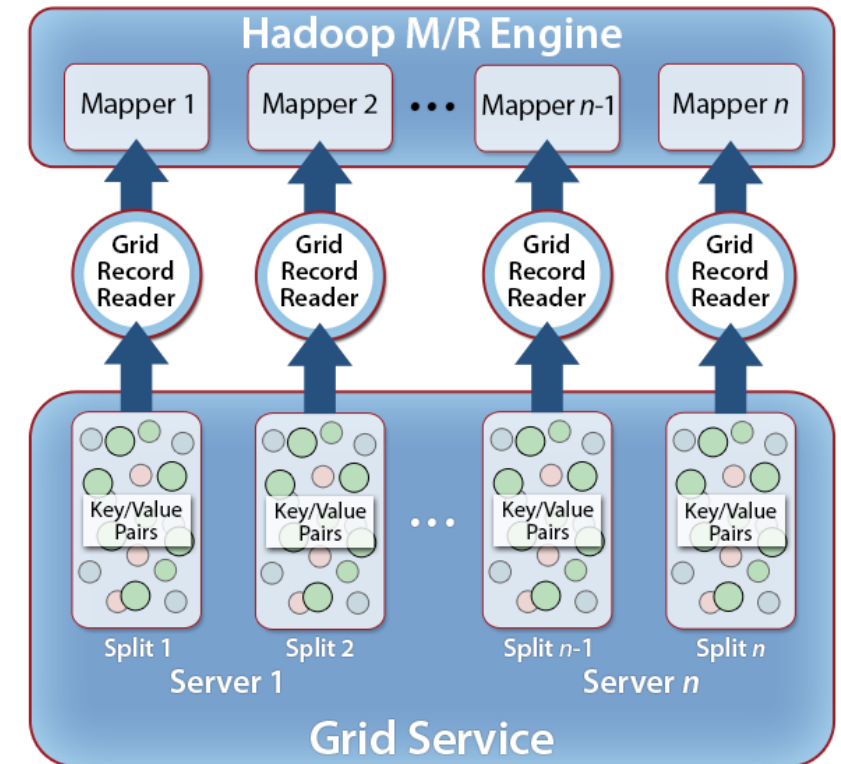 Hadoop M/R Engine
Mapper 1
Mapper 2
•••
Mapper n-1
Mapper n
Grid
Record
Reader
Grid
Record
Reader
Grid
Record
Reader
Grid
Record
Reader
Key/Value
Pairs
Key/Value
Pairs
•••
Key/Value
Pairs
Key/Value
Pairs
Split 1
Split 2
Split n-1
Split n
Server 1
Server n
Grid Service